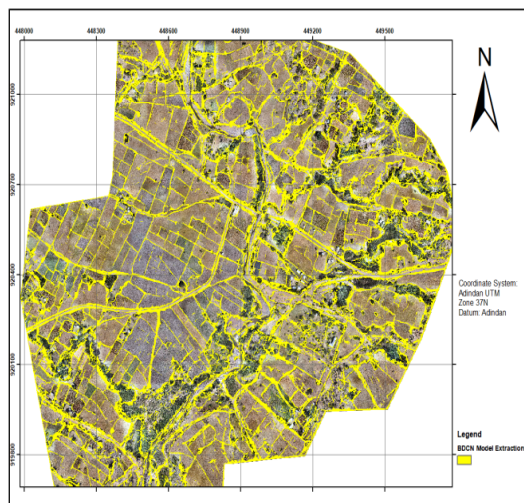 448000 448300 448600 448900 449200 449500
N
921000
920700
920400
920100
919800
Coordinate System:
Adindan UTM
Zone 37N
Datum: Adindan
Legend
BDCN Model Extraction